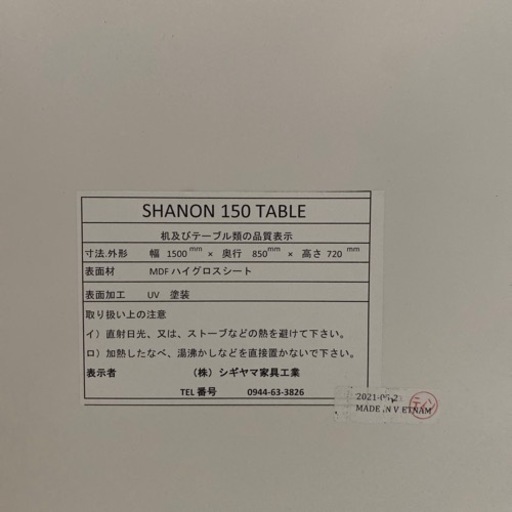 SHANON 150 TABLE
机及びテーブル類の品質表示
寸法.外形 幅 1500 mm × 奥行 850mm × 高さ 720 mm
表面材 MDF ハイグロスシート
表面加工 UV 塗装
取り扱い上の注意
イ）直射日光、又は、ストーブなどの熱を避けて下さい。
ロ）加熱したなべ、湯沸かしなどを直接置かないで下さい。
表示者 （株）シギヤマ家具工業
TEL 番号 0944-63-3826
MADE IN VIETNAM